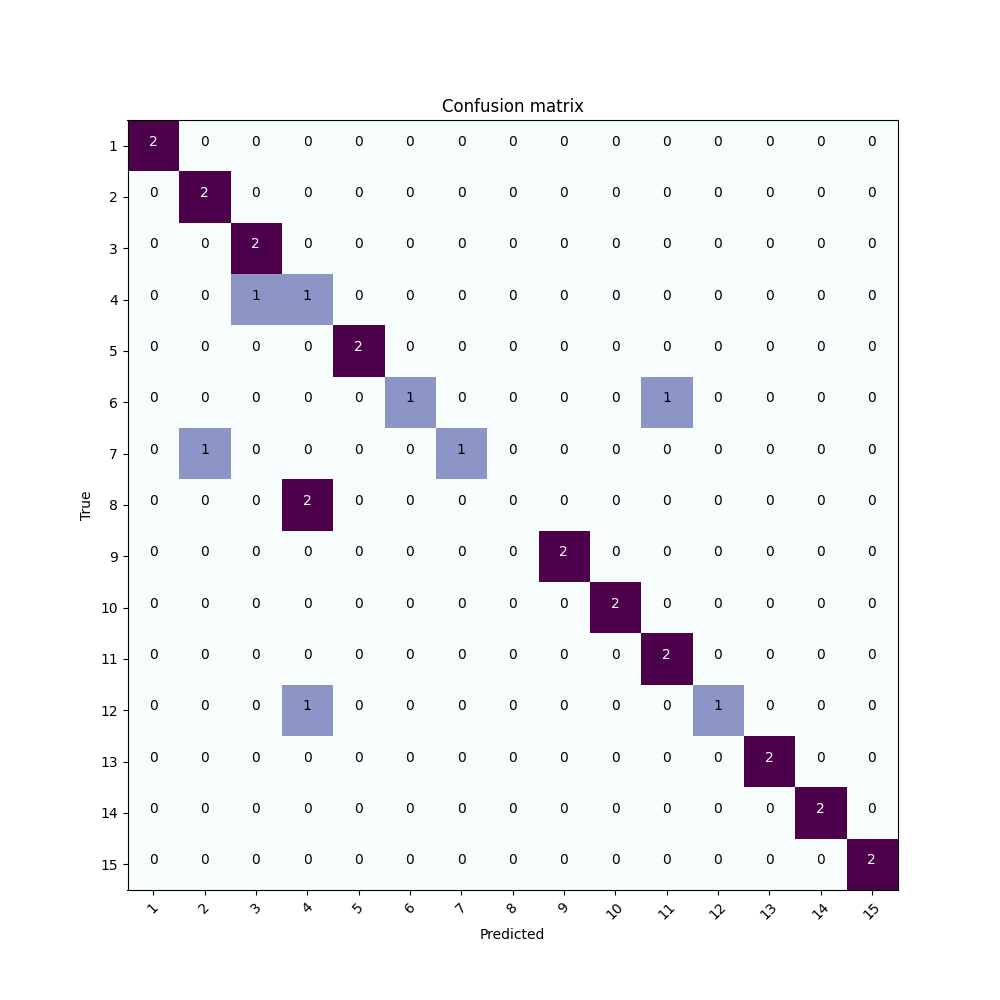 Confusion matrix
1 2 0 0 0 0 0 0 0 0 0 0 0 0 0 0
2 0 2 0 0 0 0 0 0 0 0 0 0 0 0 0
3 0 0 2 0 0 0 0 0 0 0 0 0 0 0 0
4 0 0 1 1 0 0 0 0 0 0 0 0 0 0 0
5 0 0 0 0 2 0 0 0 0 0 0 0 0 0 0
6 0 0 0 0 0 1 0 0 0 0 1 0 0 0 0
7 0 1 0 0 0 0 1 0 0 0 0 0 0 0 0
8 0 0 0 2 0 0 0 0 0 0 0 0 0 0 0
True
9 0 0 0 0 0 0 0 0 2 0 0 0 0 0 0
10 0 0 0 0 0 0 0 0 0 2 0 0 0 0 0
11 0 0 0 0 0 0 0 0 0 0 2 0 0 0 0
12 0 0 0 1 0 0 0 0 0 0 0 1 0 0 0
13 0 0 0 0 0 0 0 0 0 0 0 0 2 0 0
14 0 0 0 0 0 0 0 0 0 0 0 0 0 2 0
15 0 0 0 0 0 0 0 0 0 0 0 0 0 0 2
1 2 3 4 5 6 7 8 9 10 11 12 13 14 15
Predicted